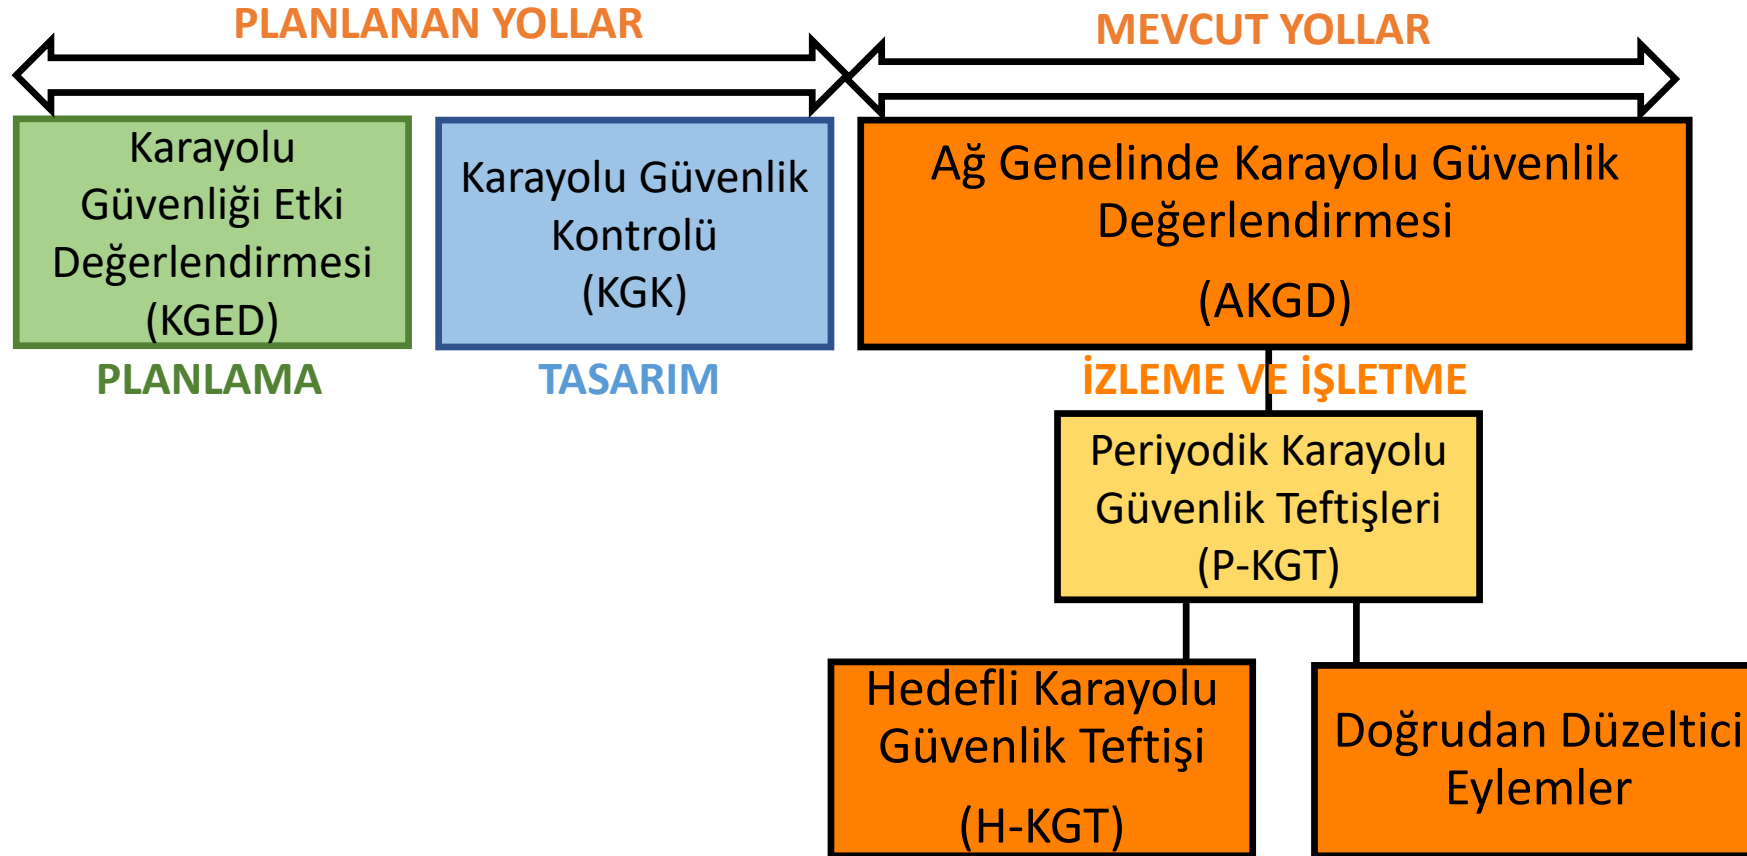 PLANLANAN YOLLAR
MEVCUT YOLLAR
Karayolu
Güvenliği Etki
Değerlendirmesi
(KGED)
PLANLAMA
Karayolu Güvenlik
Kontrolü
(KGK)
TASARIM
Ağ Genelinde Karayolu Güvenlik
Değerlendirmesi
(AKGD)
İZLEME VE İŞLETME
Periyodik Karayolu
Güvenlik Teftişleri
(P-KGT)
Hedefli Karayolu
Güvenlik Teftişi
(H-KGT)
Doğrudan Düzeltici
Eylemler